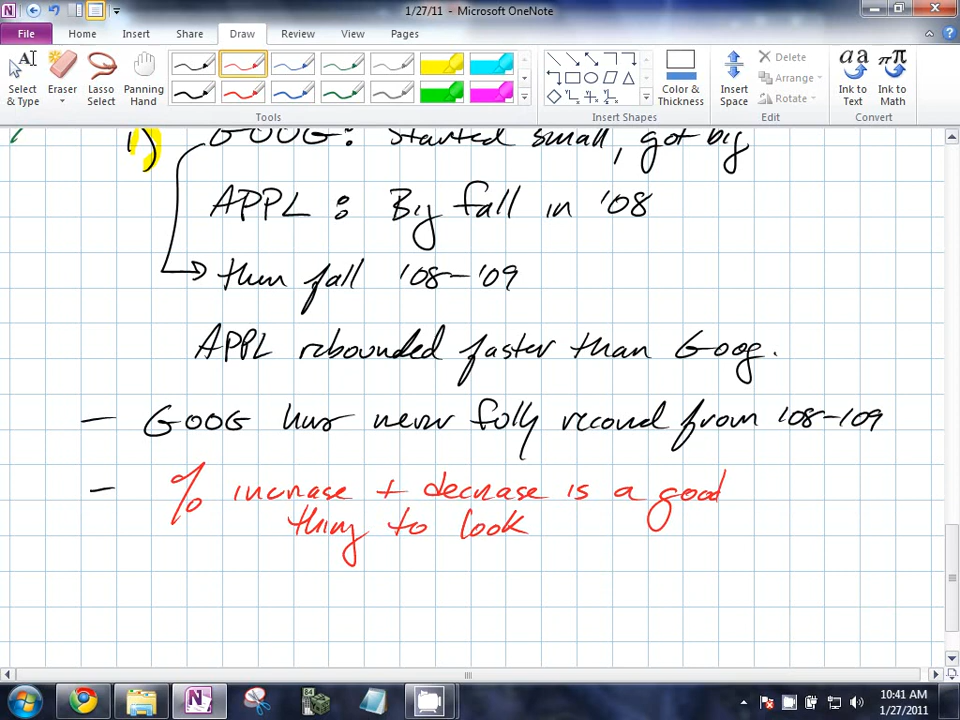 1/27/11 - Microsoft OneNote
File Home Insert Share Draw Review View Pages
Select & Type
Eraser
Lasso Select
Panning Hand
Color & Thickness
Insert Space
Delete
Arrange
Rotate
Ink to Text
Ink to Math
Tools Insert Shapes Edit Convert
1) GOOG: Started small, got big
APPL : Big fall in '08
then fall '08-'09
APPL rebounded faster than Goog.
- GOOG has never fully recoverd from '08-'09
- % increase + decrease is a good
thing to look
10:41 AM
1/27/2011